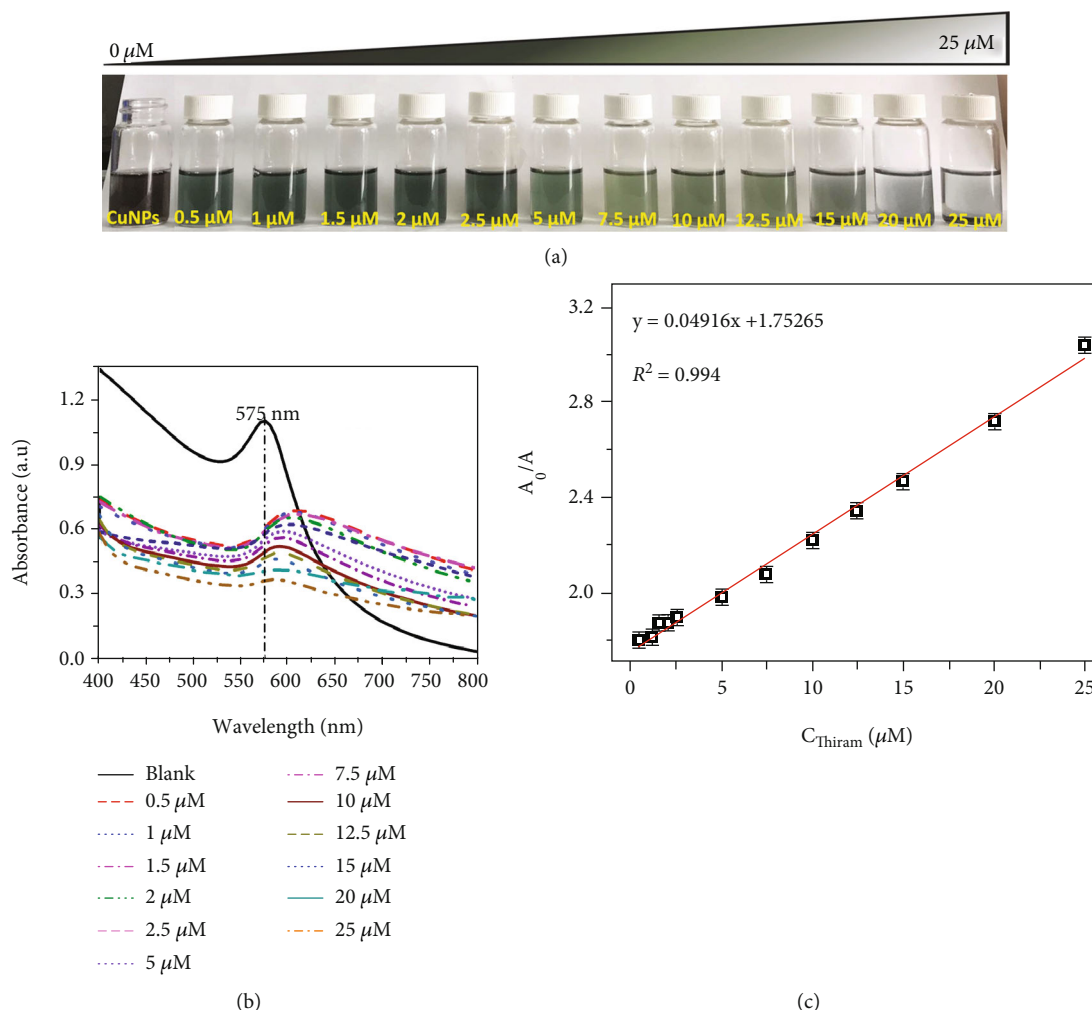 0 μM
25 μM
CuNPs 0.5 μM 1 μM 1.5 μM 2 μM 2.5 μM 5 μM 7.5 μM 10 μM 12.5 μM 15 μM 20 μM 25 μM
(a)
1.2
0.9
0.6
0.3
0.0
Absorbance (a.u)
575 nm
400 450 500 550 600 650 700 750 800
Wavelength (nm)
Blank
0.5 μM
1 μM
1.5 μM
2 μM
2.5 μM
5 μM
7.5 μM
10 μM
12.5 μM
15 μM
20 μM
25 μM
(b)
3.2
2.8
2.4
2.0
A0/A
y = 0.04916x +1.75265
R² = 0.994
0 5 10 15 20 25
CThiram (μM)
(c)